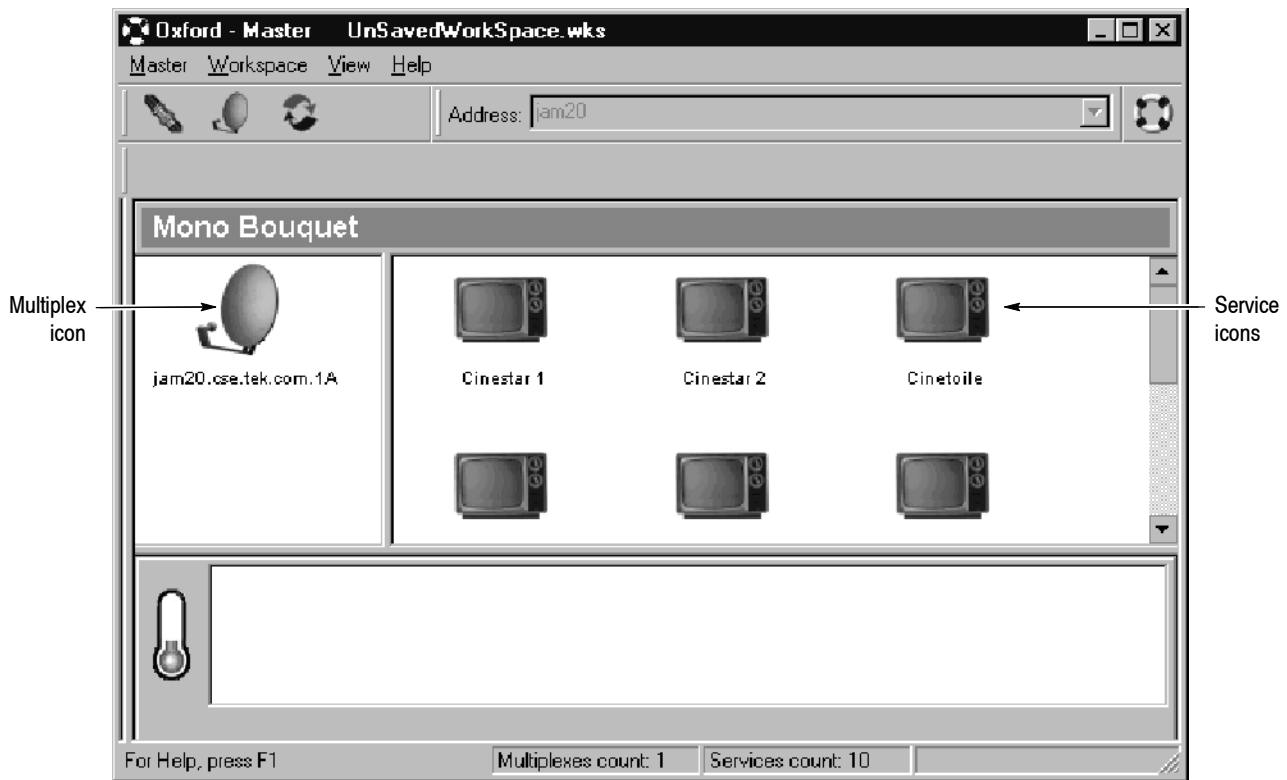 Oxford - Master UnSavedWorkSpace.wks
Master Workspace View Help
Address: jam20
Mono Bouquet
Multiplex
icon
Service
icons
jam20.cse.tek.com.1A
Cinestar 1 Cinestar 2 Cinetoile
For Help, press F1 Multiplexes count: 1 Services count: 10